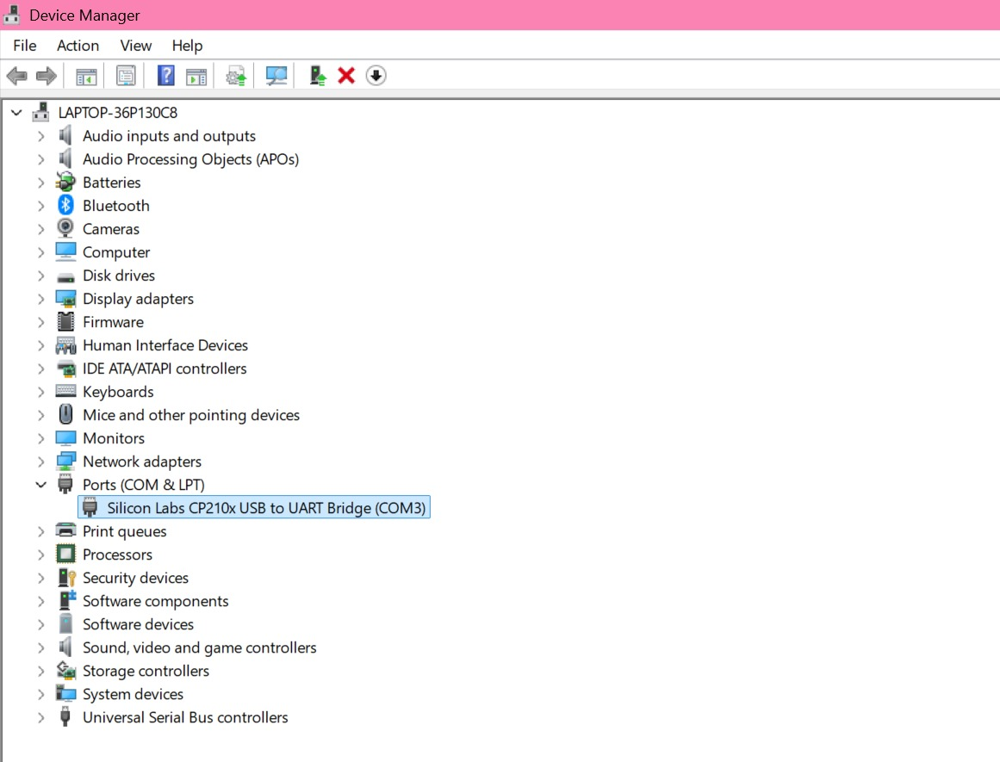 Device Manager
File Action View Help
LAPTOP-36P130C8
Audio inputs and outputs
Audio Processing Objects (APOs)
Batteries
Bluetooth
Cameras
Computer
Disk drives
Display adapters
Firmware
Human Interface Devices
IDE ATA/ATAPI controllers
Keyboards
Mice and other pointing devices
Monitors
Network adapters
Ports (COM & LPT)
Silicon Labs CP210x USB to UART Bridge (COM3)
Print queues
Processors
Security devices
Software components
Software devices
Sound, video and game controllers
Storage controllers
System devices
Universal Serial Bus controllers